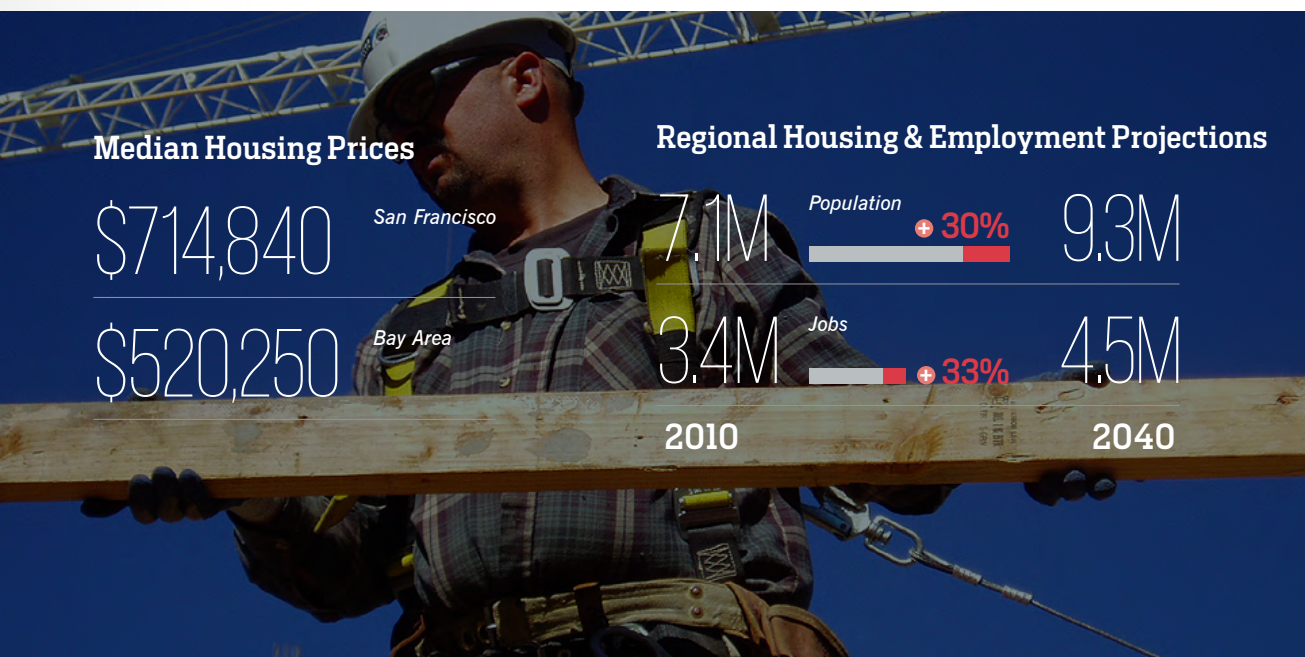 Median Housing Prices
$714,840 San Francisco
$520,250 Bay Area
Regional Housing & Employment Projections
7.1M Population + 30% 9.3M
3.4M Jobs + 33% 4.5M
2010 2040